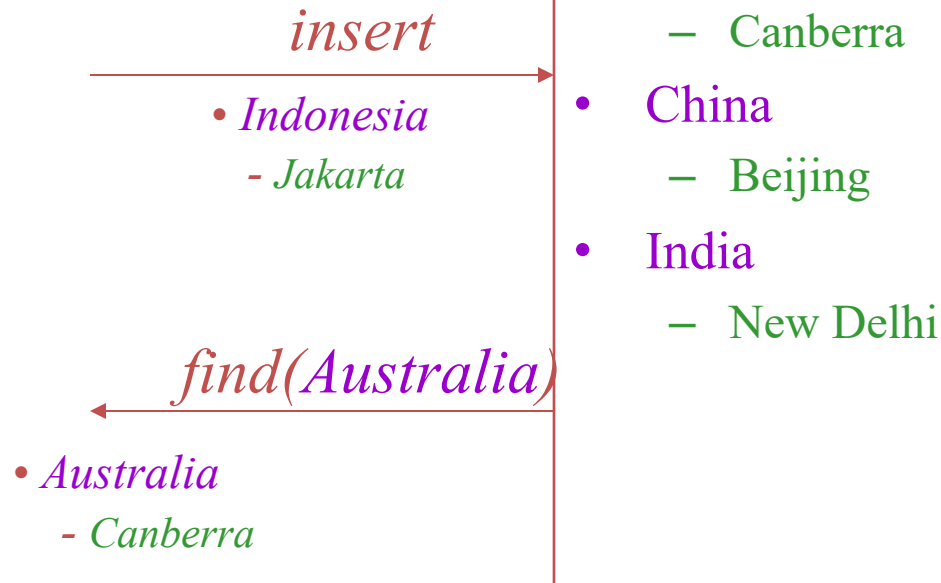 insert
• Indonesia
- Jakarta
find(Australia)
• Australia
- Canberra
– Canberra
• China
– Beijing
• India
– New Delhi